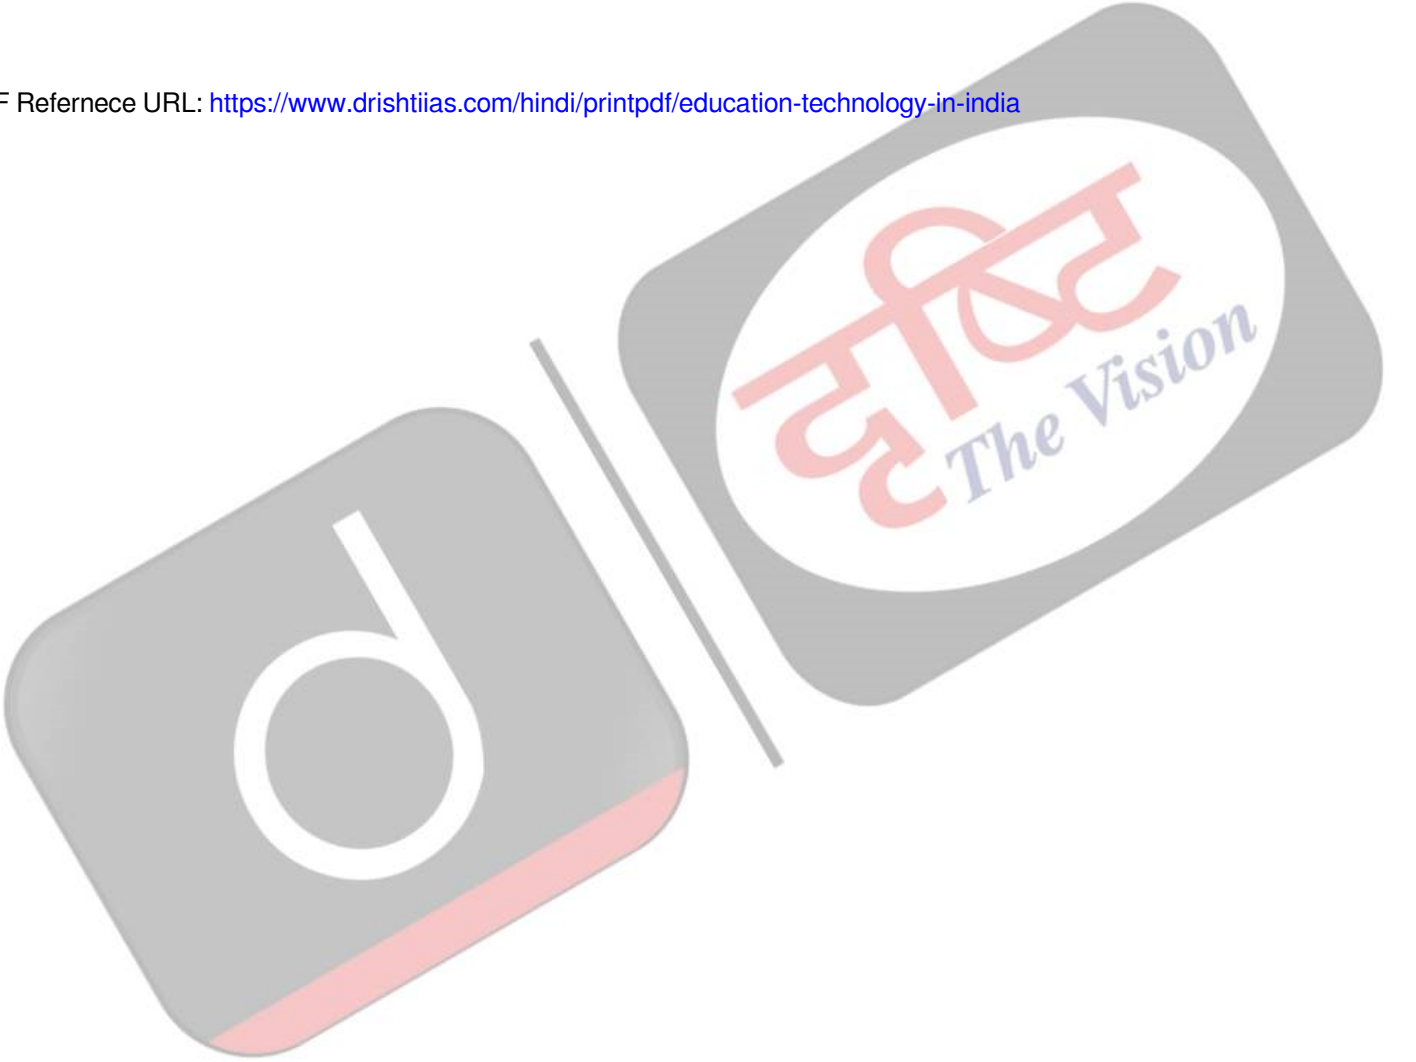 F Refernece URL: https://www.drishtiias.com/hindi/printpdf/education-technology-in-india
दृष्टि
The Vision
d